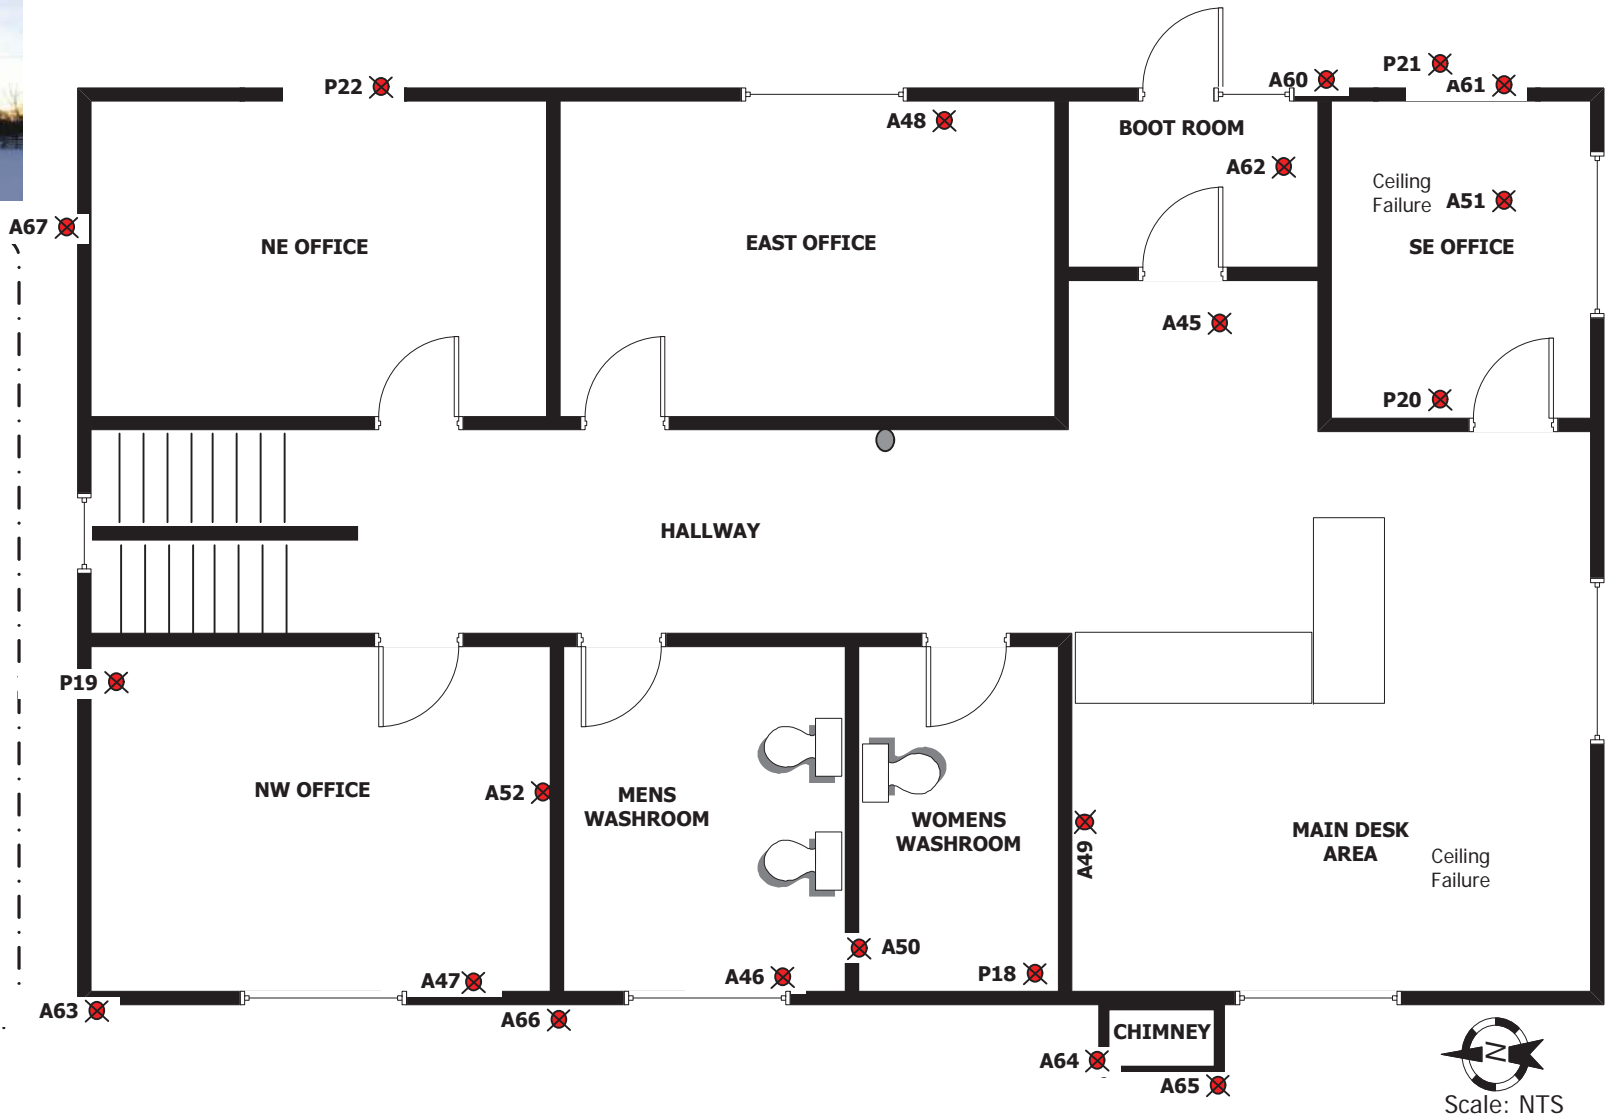 P22
A48
BOOT ROOM
A60
P21
A61
A62
Ceiling
Failure
A51
SE OFFICE
A67
NE OFFICE
EAST OFFICE
A45
P20
HALLWAY
P19
NW OFFICE
A52
MENS
WASHROOM
WOMENS
WASHROOM
A49
MAIN DESK
AREA
Ceiling
Failure
A47
A46
A50
P18
A63
A66
CHIMNEY
A64
A65
N
Scale: NTS